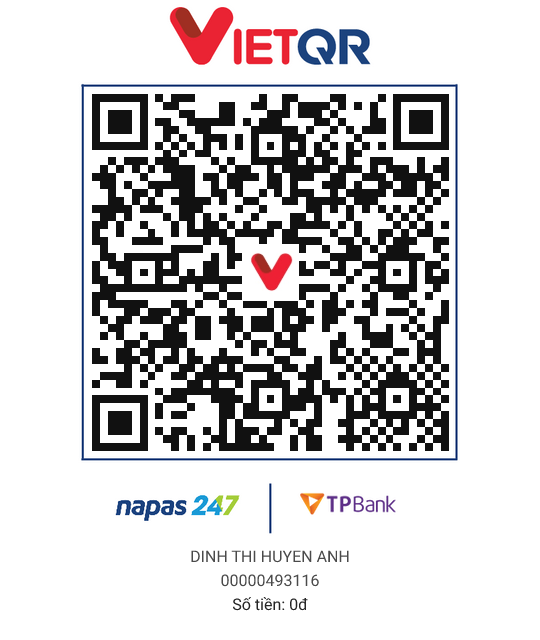 VIETQR
napas 247
TPBank
DINH THI HUYEN ANH
00000493116
Số tiền: 0đ